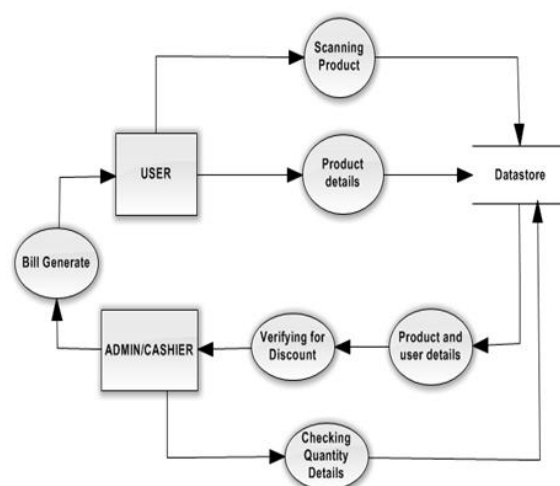 Scanning
Product
USER
Product
details
Datastore
Bill Generate
ADMIN/CASHIER
Verifying for
Discount
Product and
user details
Checking
Quantity
Details